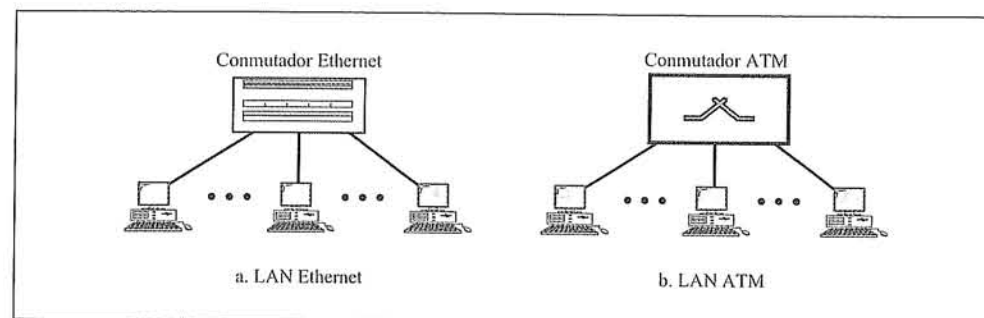 Conmutador Ethernet
Conmutador ATM
a. LAN Ethernet
b. LAN ATM